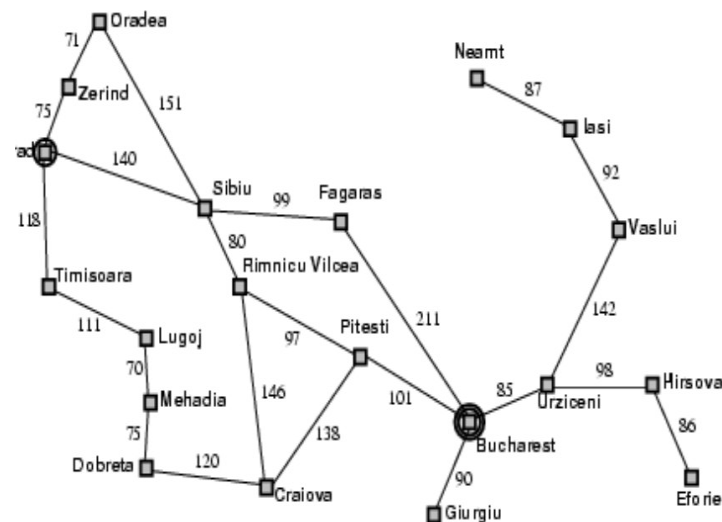 Oradea
71
Neamt
Zerind
87
75
151
Iasi
rad
140
92
Sibiu
99
Fagaras
118
Vaslui
80
Timisoara
Rimnicu Vilcea
142
111
211
Lugoj
97
Pitesti
70
98
Hirsova
146
85
Mehadia
101
Urziceni
86
75
138
Bucharest
120
Dobreta
90
Craiova
Eforie
Giurgiu